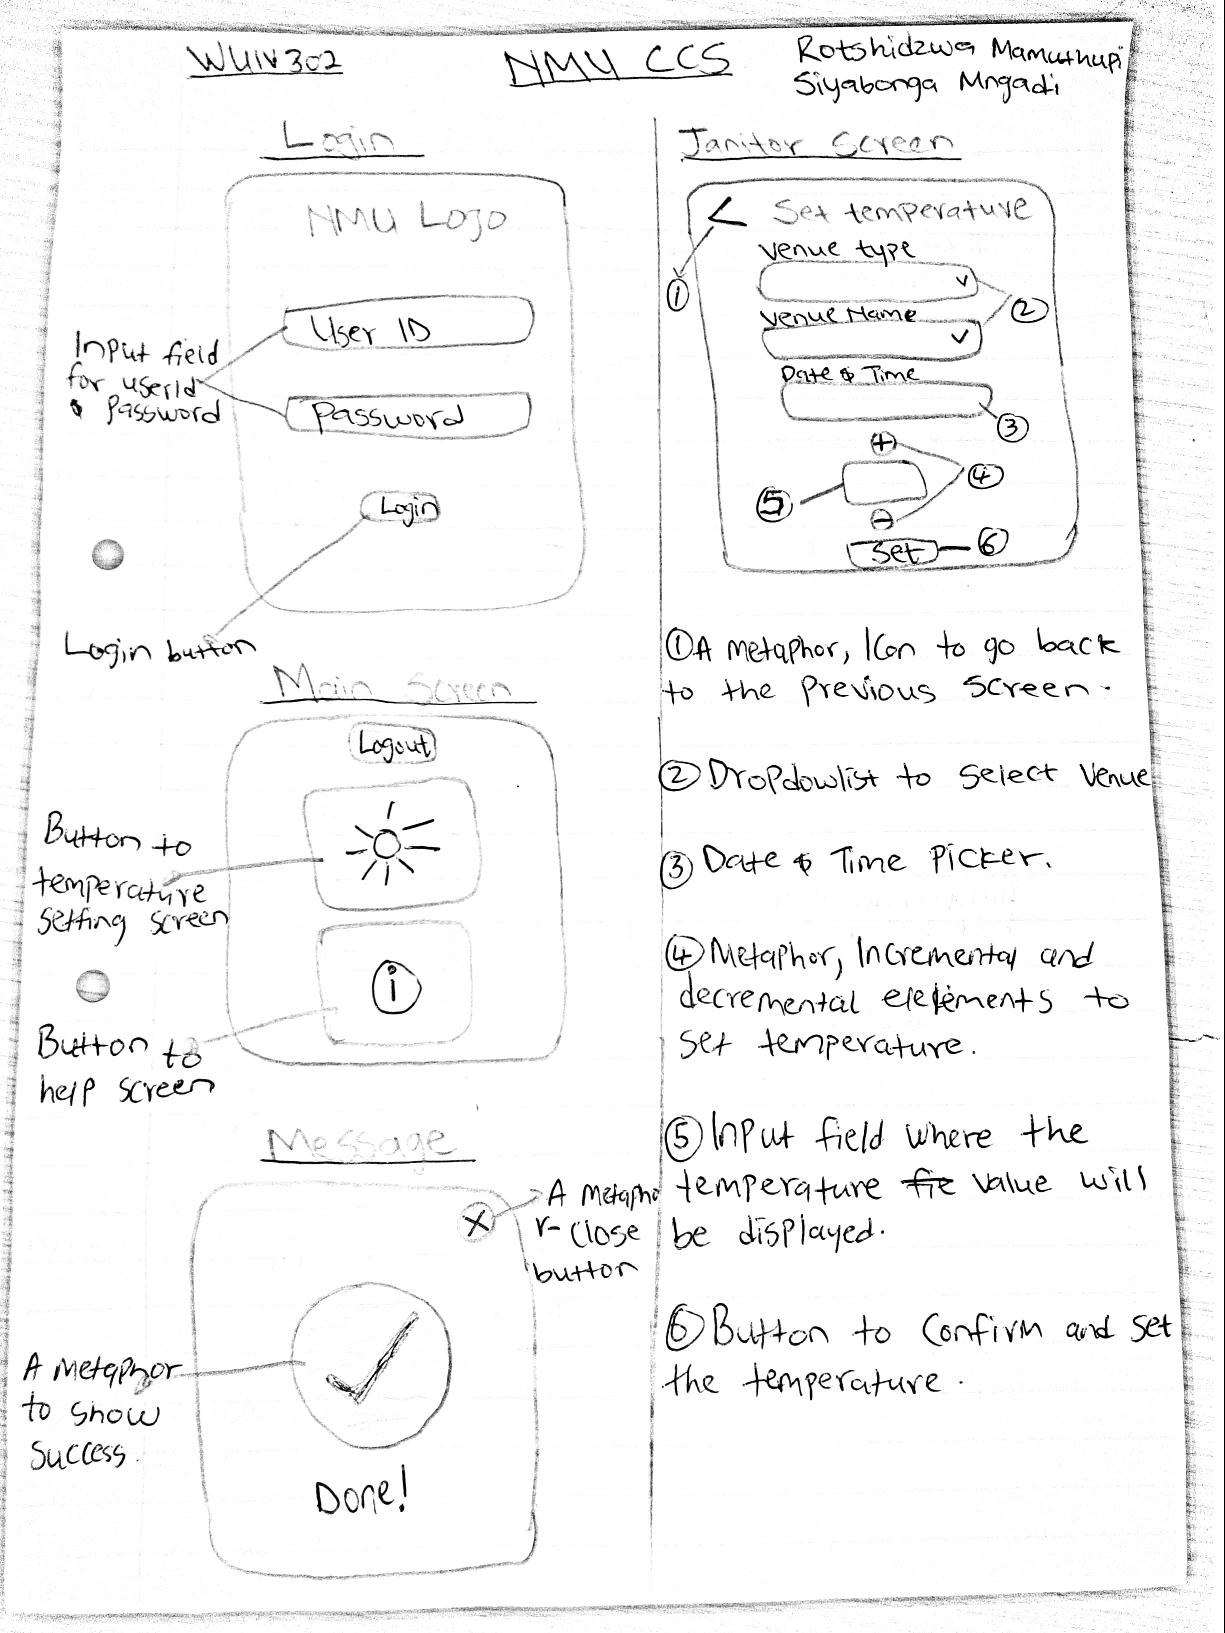 WUIV302
NMU CCS
Rotshidzwa Mamuthupi
Siyabonga Mngadi
Login
NMU Logo
User ID
Password
Login
Input field
for userId
& Password
Login button
Main Screen
Logout
Button to
temperature
setting screen
i
Button to
help screen
Message
X
A Metapho
r-close
button
A Metaphor
to show
success.
Done!
Janitor Screen
< Set temperature
Venue type
Venue Name
Date & Time
+
-
Set
1
2
3
4
5
6
① A metaphor, Icon to go back
to the Previous Screen.
② Dropdowlist to select Venue
③ Date & Time Picker.
④ Metaphor, Incremental and
decremental elements to
set temperature.
⑤ Input field where the
temperature value will
be displayed.
⑥ Button to Confirm and set
the temperature.